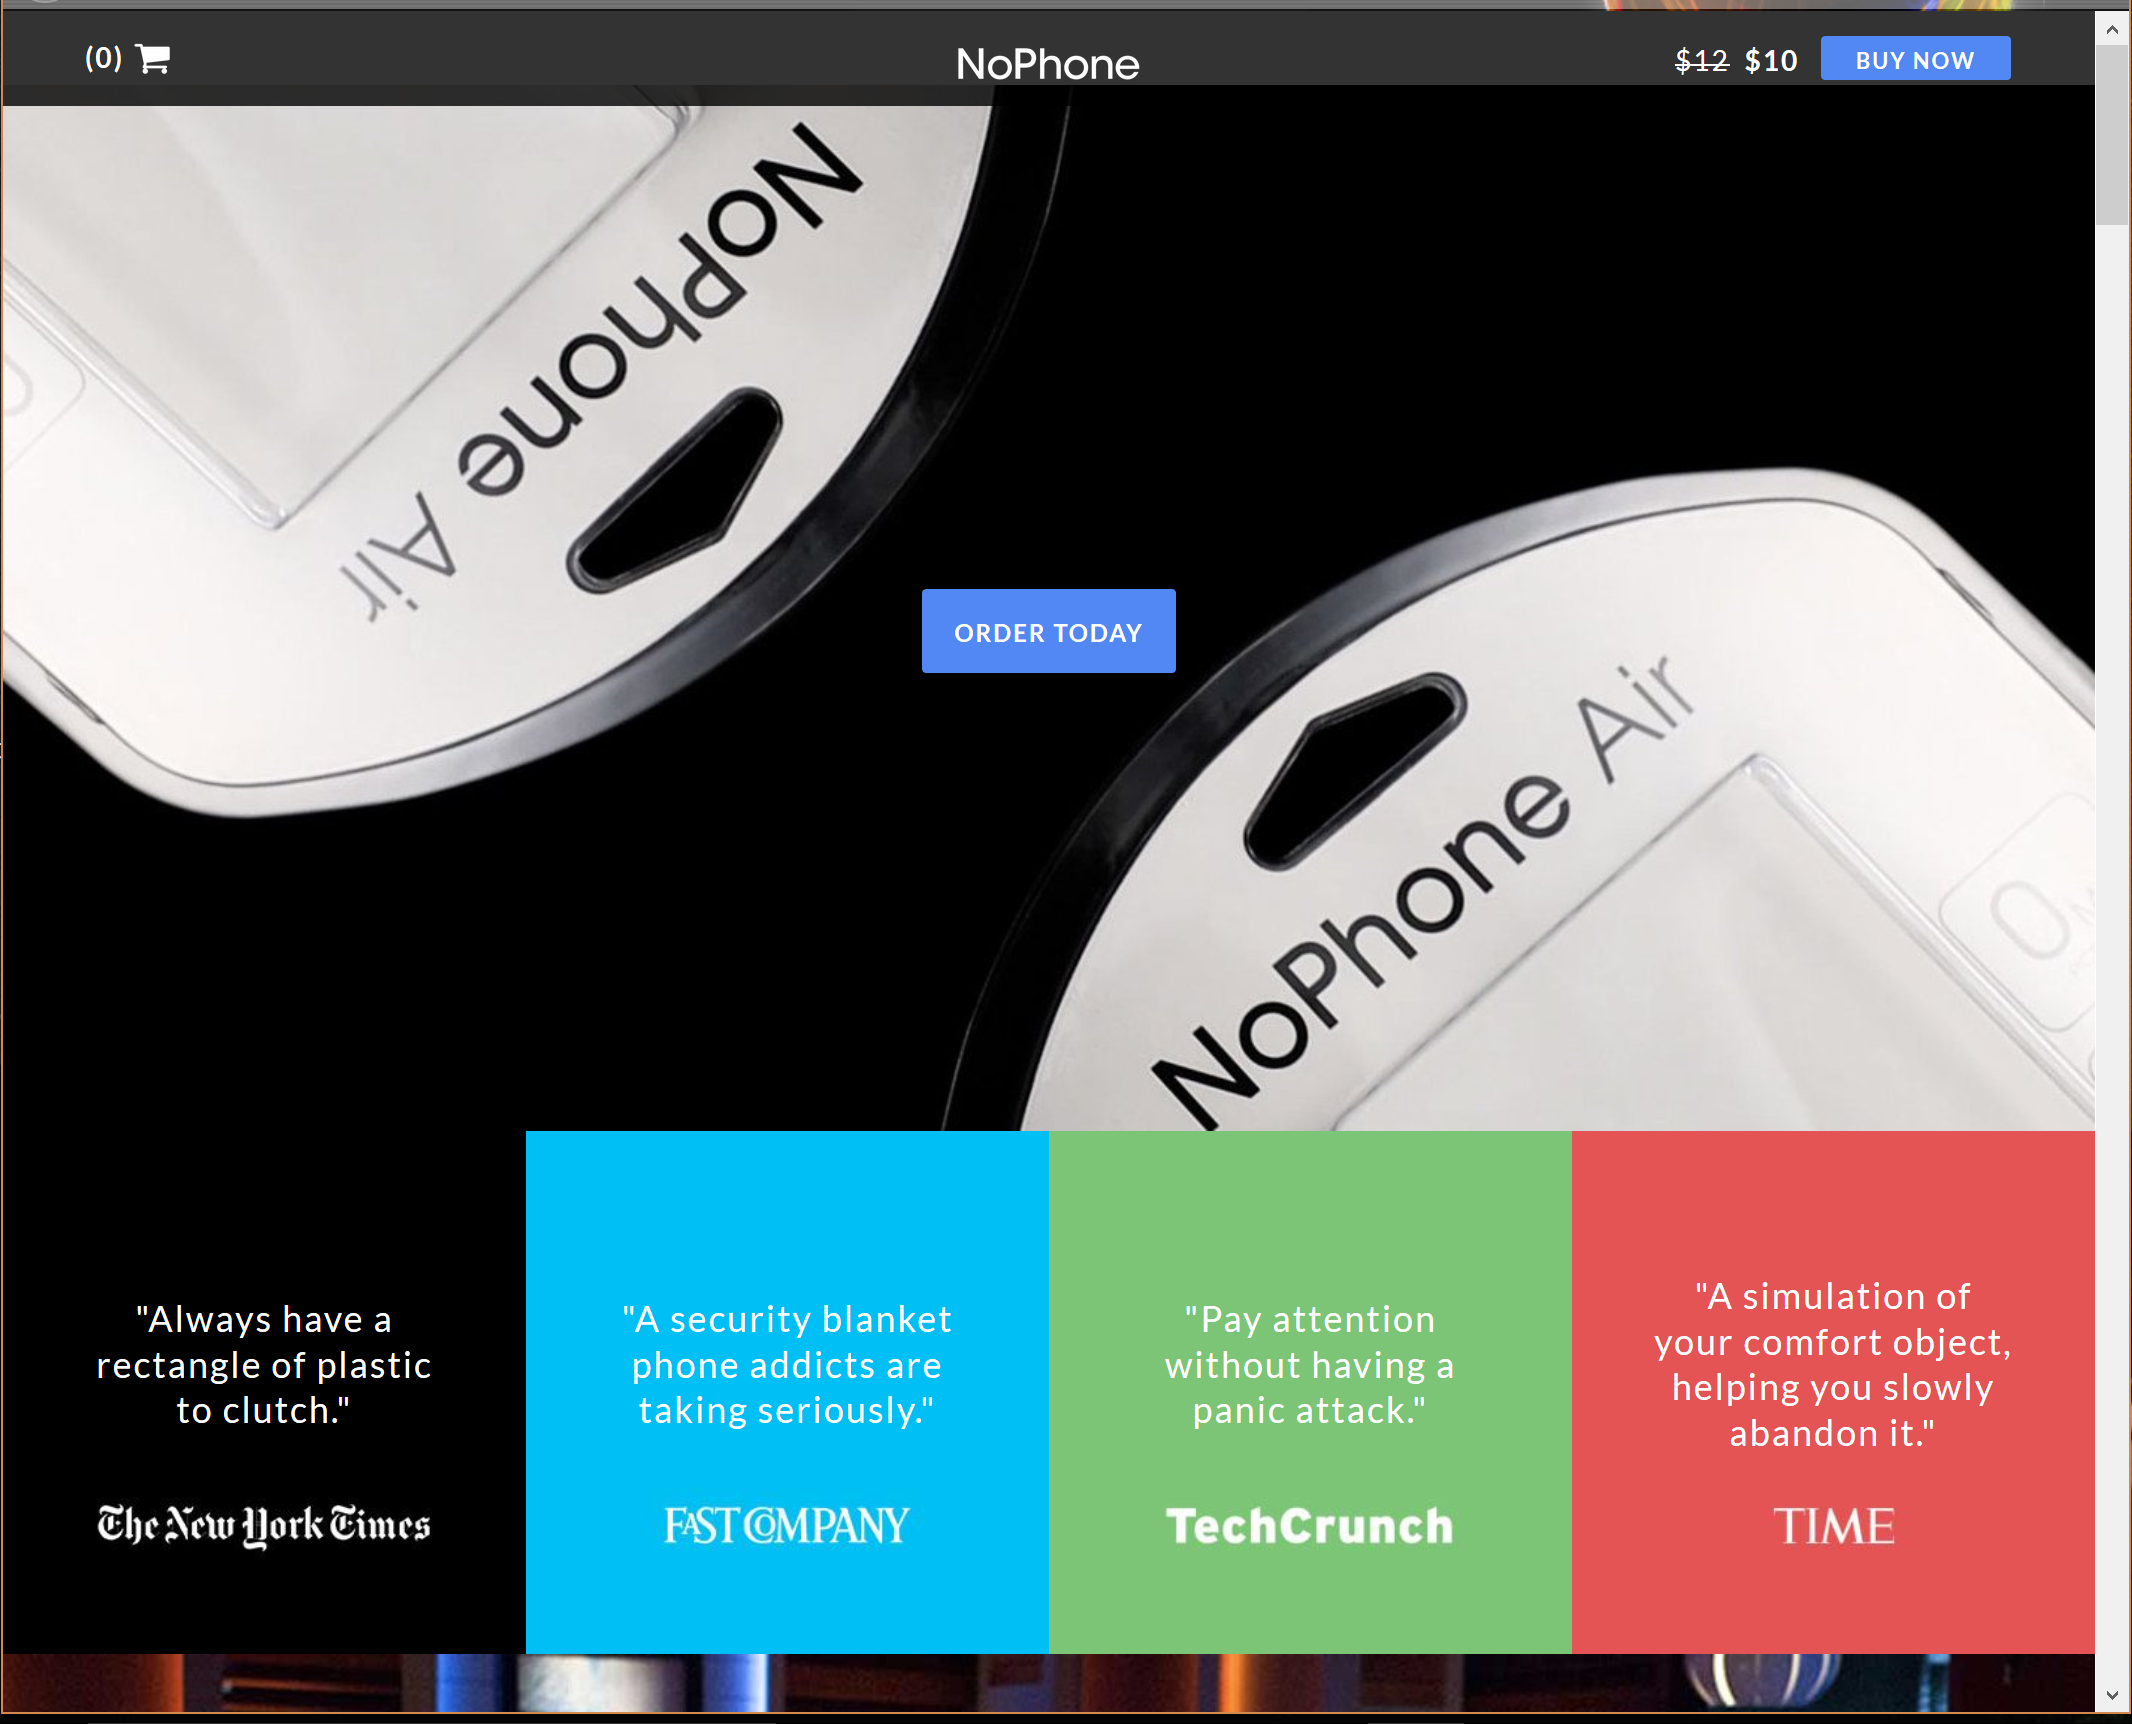 (0)
NoPhone
$12 $10
BUY NOW
NoPhone Air
ORDER TODAY
NoPhone Air
0
"Always have a
rectangle of plastic
to clutch."
The New York Times
"A security blanket
phone addicts are
taking seriously."
FAST COMPANY
"Pay attention
without having a
panic attack."
TechCrunch
"A simulation of
your comfort object,
helping you slowly
abandon it."
TIME